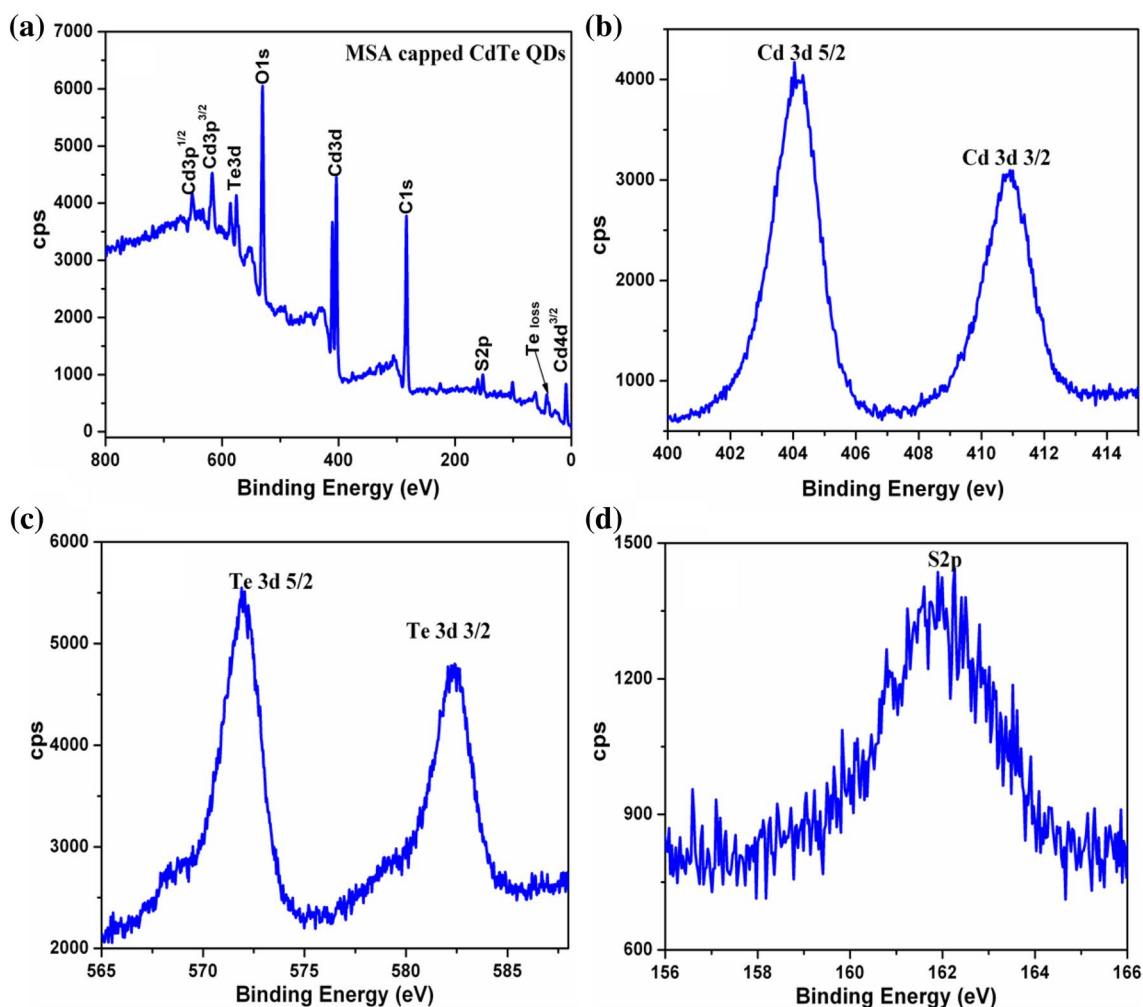 (a)
MSA capped CdTe QDs
7000
6000
5000
4000
3000
2000
1000
0
cps
Cd3p1/2
Cd3p3/2
Te3d
O1s
Cd3d
C1s
S2p
Te loss
Cd4d3/2
800 600 400 200 0
Binding Energy (eV)
(b)
4000
3000
2000
1000
cps
Cd 3d 5/2
Cd 3d 3/2
400 402 404 406 408 410 412 414
Binding Energy (ev)
(c)
6000
5000
4000
3000
2000
cps
Te 3d 5/2
Te 3d 3/2
565 570 575 580 585
Binding Energy (eV)
(d)
1500
1200
900
600
cps
S2p
156 158 160 162 164 166
Binding Energy (eV)